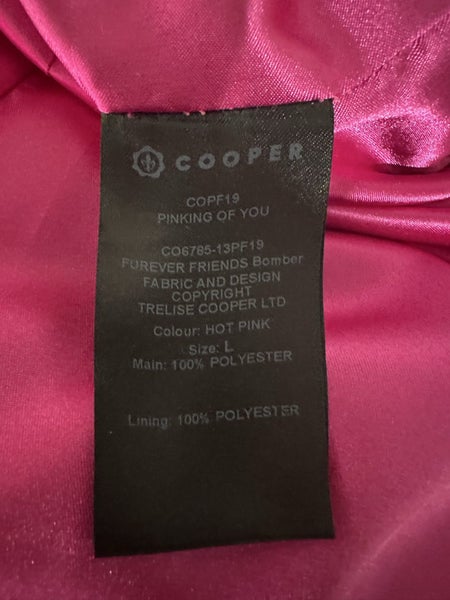 COOPER
COPF19
PINKING OF YOU
CO6785-13PF19
FUREVER FRIENDS Bomber
FABRIC AND DESIGN
COPYRIGHT
TRELISE COOPER LTD
Colour: HOT PINK
Size: L
Main: 100% POLYESTER
Lining: 100% POLYESTER